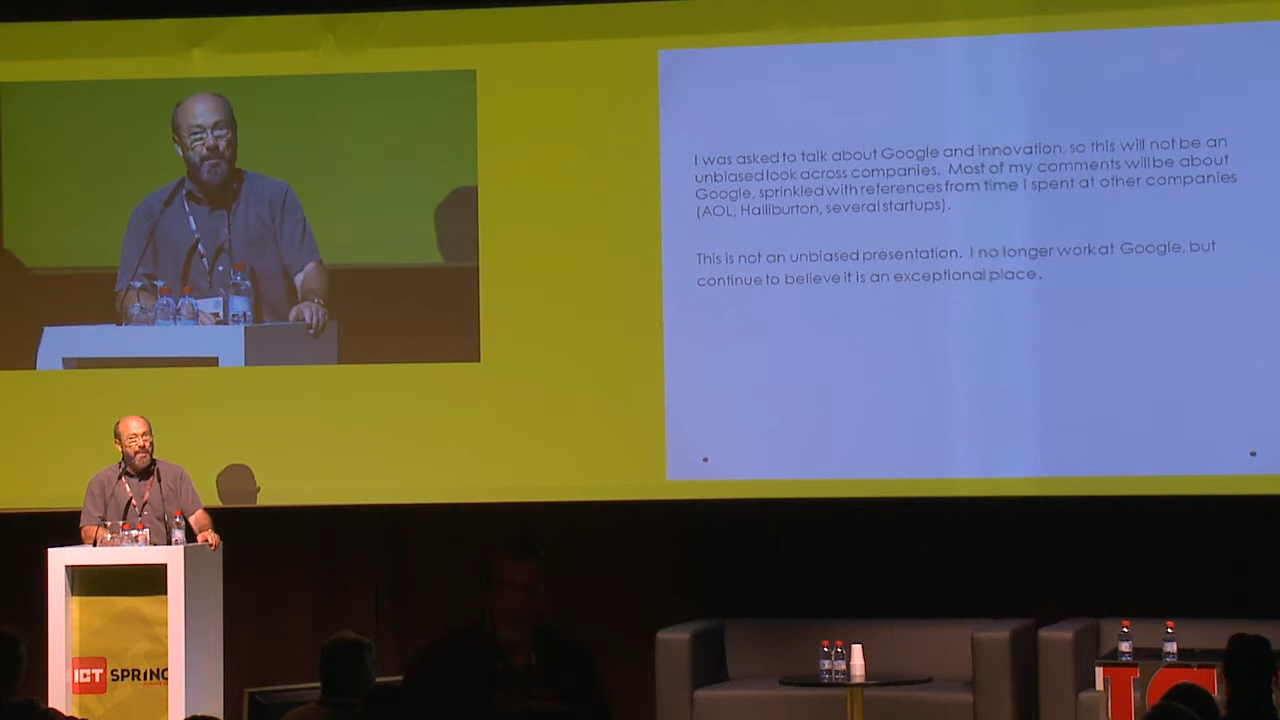 I was asked to talk about Google and innovation, so this will not be an
unbiased look across companies. Most of my comments will be about
Google, sprinkled with references from time I spent at other companies
(AOL, Halliburton, several startups).
This is not an unbiased presentation. I no longer work at Google, but
continue to believe it is an exceptional place.
ICT SPRING